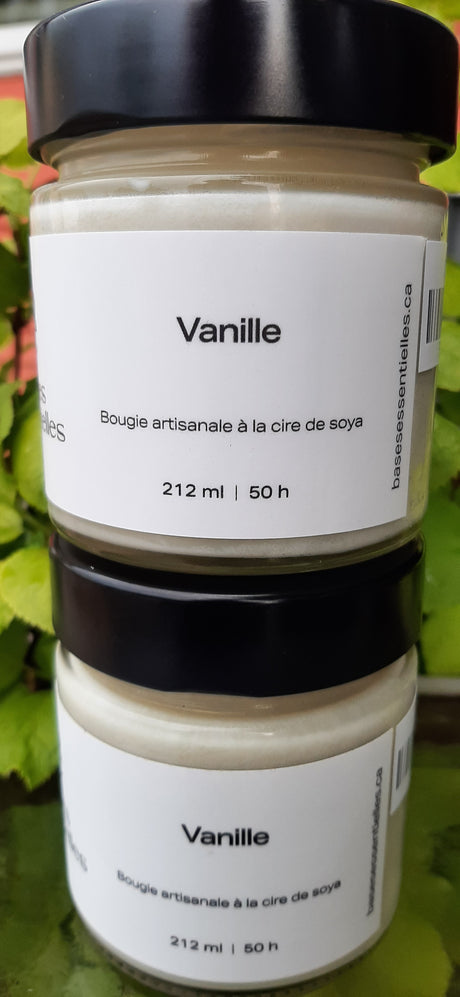 Vanille
Bougie artisanale à la cire de soya
212 ml | 50 h
basesessentielles.ca
Vanille
Bougie artisanale à la cire de soya
212 ml | 50 h
basesessentielles.ca